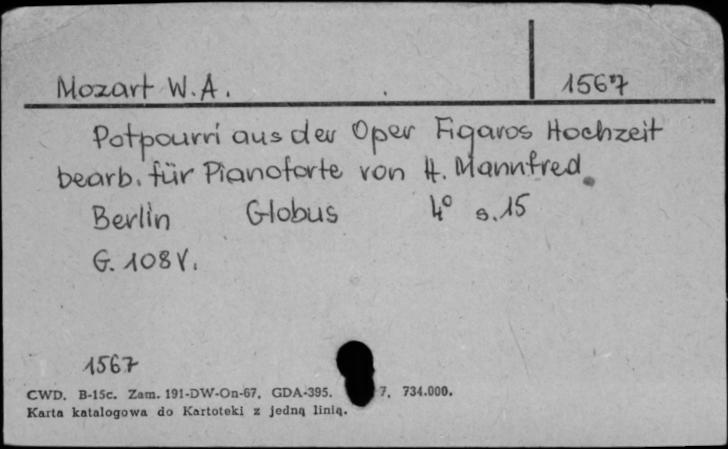 Mozart W. A. 1567
Potpourri aus der Oper Figaros Hochzeit
bearb. für Pianoforte von H. Mannfred.
Berlin Globus 4° s. 15
G. 108 V.
1567
CWD. B-15c. Zam. 191-DW-On-67. GDA-395. 7. 734.000.
Karta katalogowa do Kartoteki z jedną linią.